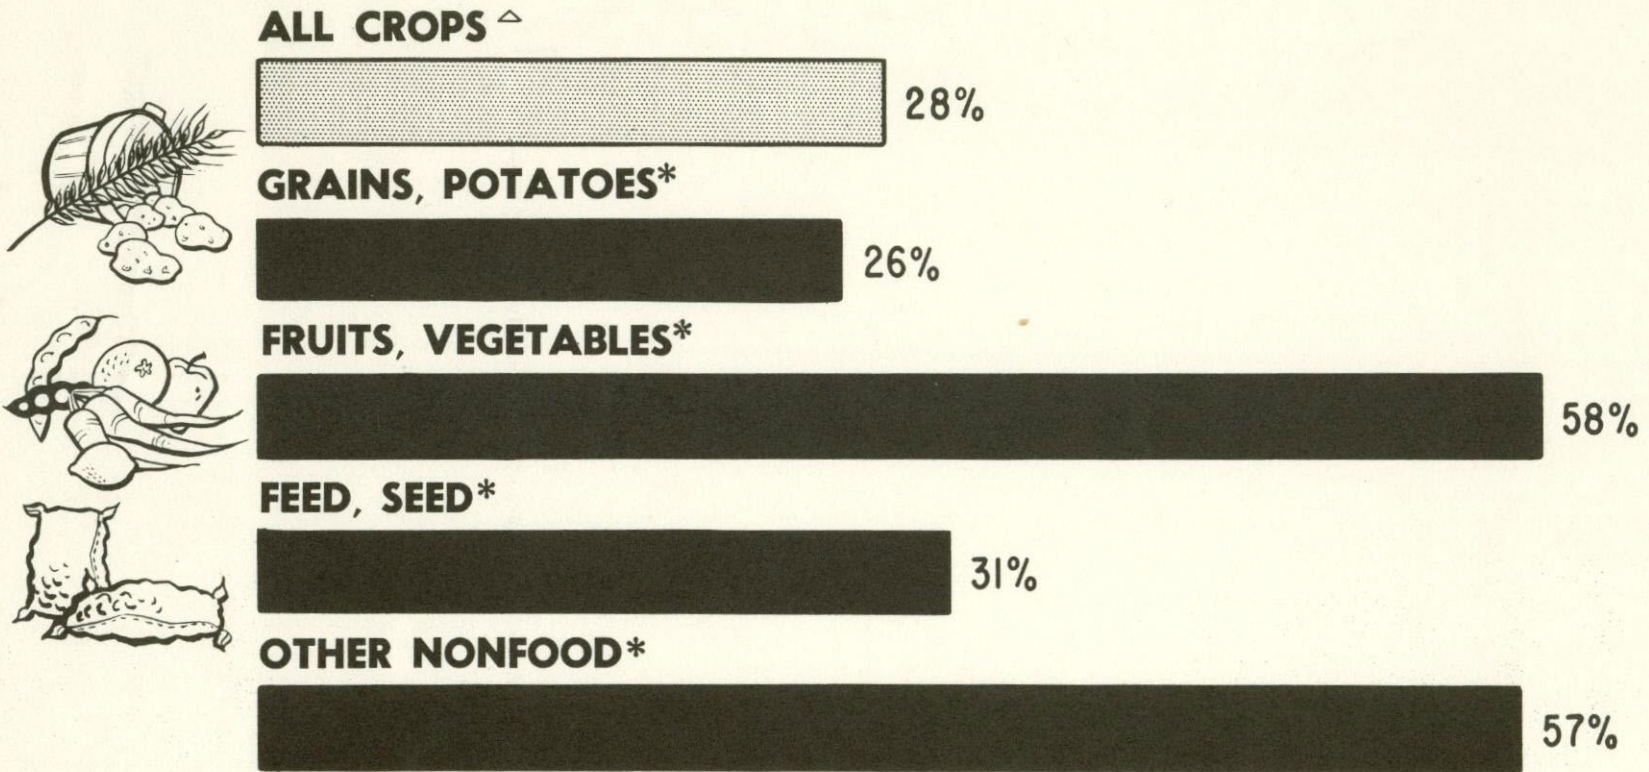 ALL CROPS △
28%
GRAINS, POTATOES*
26%
FRUITS, VEGETABLES*
58%
FEED, SEED*
31%
OTHER NONFOOD*
57%